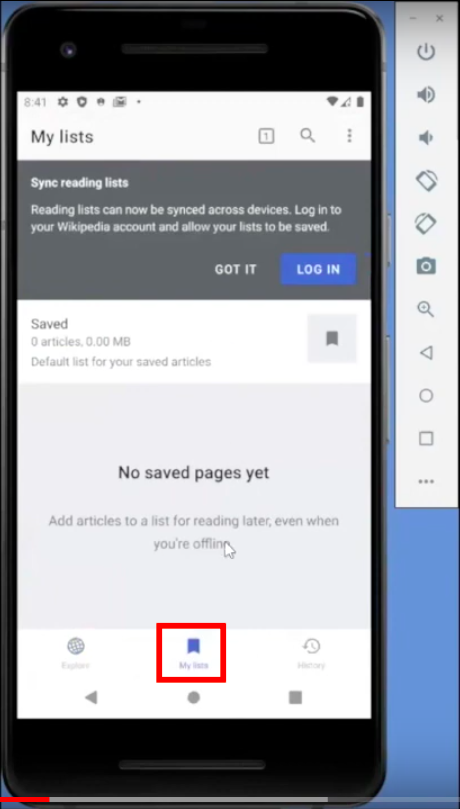 8:41
My lists
1
Sync reading lists
Reading lists can now be synced across devices. Log in to
your Wikipedia account and allow your lists to be saved.
GOT IT
LOG IN
Saved
0 articles, 0.00 MB
Default list for your saved articles
No saved pages yet
Add articles to a list for reading later, even when
you're offline
Explore
My lists
History